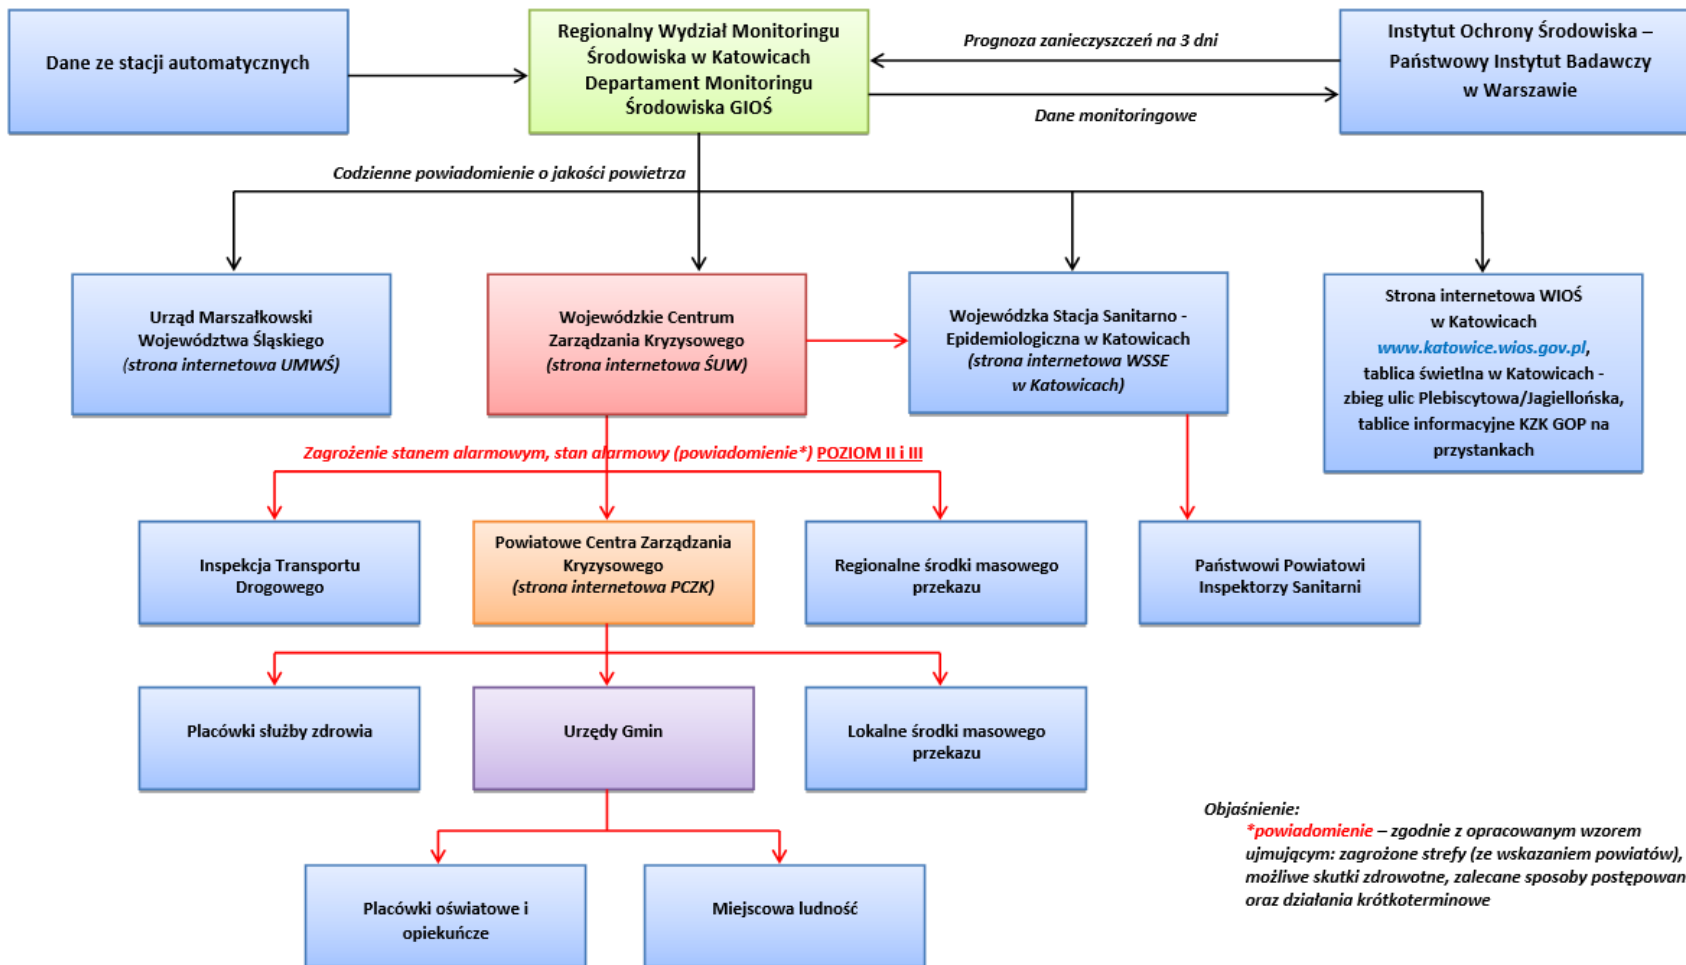 Dane ze stacji automatycznych
Regionalny Wydział Monitoringu
Środowiska w Katowicach
Departament Monitoringu
Środowiska GIOŚ
Prognoza zanieczyszczeń na 3 dni
Dane monitoringowe
Instytut Ochrony Środowiska –
Państwowy Instytut Badawczy
w Warszawie
Codzienne powiadomienie o jakości powietrza
Urząd Marszałkowski
Województwa Śląskiego
(strona internetowa UMWŚ)
Wojewódzkie Centrum
Zarządzania Kryzysowego
(strona internetowa ŚUW)
Wojewódzka Stacja Sanitarno -
Epidemiologiczna w Katowicach
(strona internetowa WSSE
w Katowicach)
Strona internetowa WIOŚ
w Katowicach
www.katowice.wios.gov.pl,
tablica świetlna w Katowicach -
zbieg ulic Plebiscytowa/Jagiellońska,
tablice informacyjne KZK GOP na
przystankach
Zagrożenie stanem alarmowym, stan alarmowy (powiadomienie*) POZIOM II i III
Inspekcja Transportu
Drogowego
Powiatowe Centra Zarządzania
Kryzysowego
(strona internetowa PCZK)
Regionalne środki masowego
przekazu
Państwowi Powiatowi
Inspektorzy Sanitarni
Placówki służby zdrowia
Urzędy Gmin
Lokalne środki masowego
przekazu
Placówki oświatowe i
opiekuńcze
Miejscowa ludność
Objaśnienie:
*powiadomienie – zgodnie z opracowanym wzorem
ujmującym: zagrożone strefy (ze wskazaniem powiatów),
możliwe skutki zdrowotne, zalecane sposoby postępowan
oraz działania krótkoterminowe